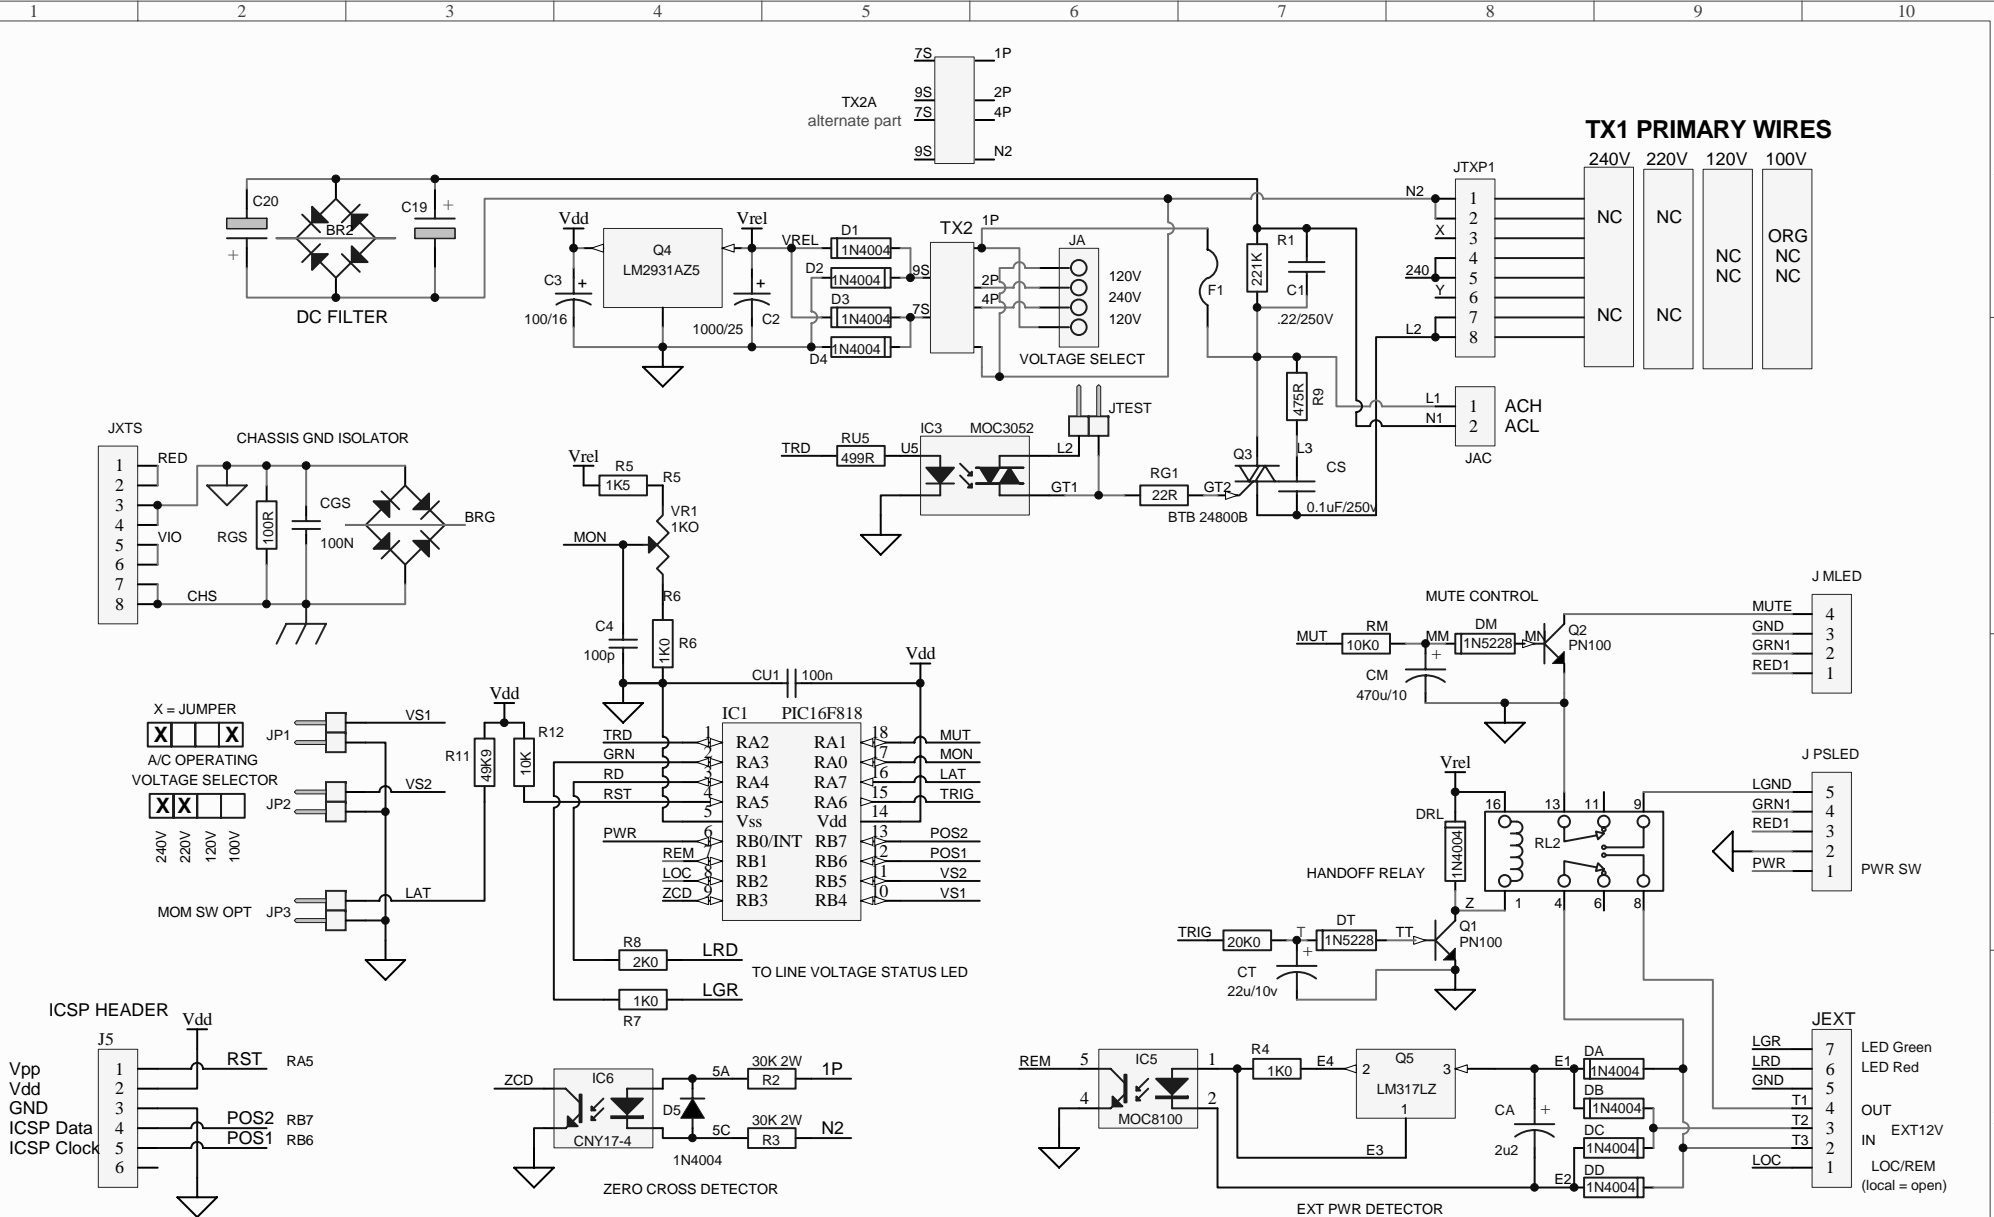 1 2 3 4 5 6 7 8 9 10
7S 1P
9S 2P
7S 4P
9S N2
TX2A
alternate part
TX1 PRIMARY WIRES
240V 220V 120V 100V
JTXP1
N2 1
2
X 3
4
240 5
Y 6
7
L2 8
NC NC
NC NC
NC
NC
ORG
NC
NC
C20 +
BR2
C19 +
DC FILTER
Vdd
Q4
LM2931AZ5
C3 +
100/16
Vrel
VREL
+
1000/25 C2
D1
1N4004
D2
1N4004
D3
1N4004
D4
1N4004
9S
7S
TX2
1P
2P
4P
JA
120V
240V
120V
VOLTAGE SELECT
F1
R1
221K
C1
.22/250V
475R
R9
L1 1 ACH
N1 2 ACL
JAC
JXTS
1 RED
2
3
4
5 VIO
6
7
8 CHS
CHASSIS GND ISOLATOR
RGS
100R
CGS
100N
BRG
Vrel
R5 R5
1K5
VR1
1KO
MON
R6
C4
100p
1K0
R6
TRD
RU5
499R
U5
IC3 MOC3052
L2
GT1
JTEST
RG1
22R
GT2
BTB 24800B
Q3
L3
CS
0.1uF/250v
CU1 100n
Vdd
IC1 PIC16F818
TRD 1 RA2 RA1 18 MUT
GRN 2 RA3 RA0 7 MON
RD 3 RA4 RA7 16 LAT
RST 4 RA5 RA6 15 TRIG
5 Vss Vdd 14
PWR 6 RB0/INT RB7 13 POS2
REM 7 RB1 RB6 12 POS1
LOC 8 RB2 RB5 1 VS2
ZCD 9 RB3 RB4 10 VS1
X = JUMPER
X X
A/C OPERATING
VOLTAGE SELECTOR
X X
240V 220V 120V 100V
JP1 VS1
JP2 VS2
MOM SW OPT JP3 LAT
Vdd
R11
49K9
R12
10K
R8
2K0
LRD
TO LINE VOLTAGE STATUS LED
LGR
1K0
R7
MUTE CONTROL
MUT
RM
10K0
MM
+
CM
470u/10
DM
1N5228
MN
Q2
PN100
J MLED
MUTE 4
GND 3
GRN1 2
RED1 1
J PSLED
LGND 5
GRN1 4
RED1 3
2
PWR 1 PWR SW
Vrel
DRL
1N4004
HANDOFF RELAY
16 13 11 9
RL2
1 4 6 8
Z
Q1
PN100
TRIG
20K0
T
+
CT
22u/10v
DT
1N5228
TT
ICSP HEADER
J5
Vdd
Vpp 1 RST RA5
Vdd 2
GND 3
ICSP Data 4 POS2 RB7
ICSP Clock 5 POS1 RB6
6
ZCD
IC6
CNY17-4
5A
D5
5C
1N4004
30K 2W
R2
1P
30K 2W
R3
N2
ZERO CROSS DETECTOR
REM 5
4
IC5
MOC8100
1
2
R4
1K0
E4
Q5
2 3
LM317LZ
1
E3
E1
CA +
2u2
E2
DA
1N4004
DB
1N4004
DC
1N4004
DD
1N4004
EXT PWR DETECTOR
JEXT
LGR 7 LED Green
LRD 6 LED Red
GND 5
T1 4 OUT
T2 3 EXT12V
T3 2 IN
LOC 1 LOC/REM
(local = open)